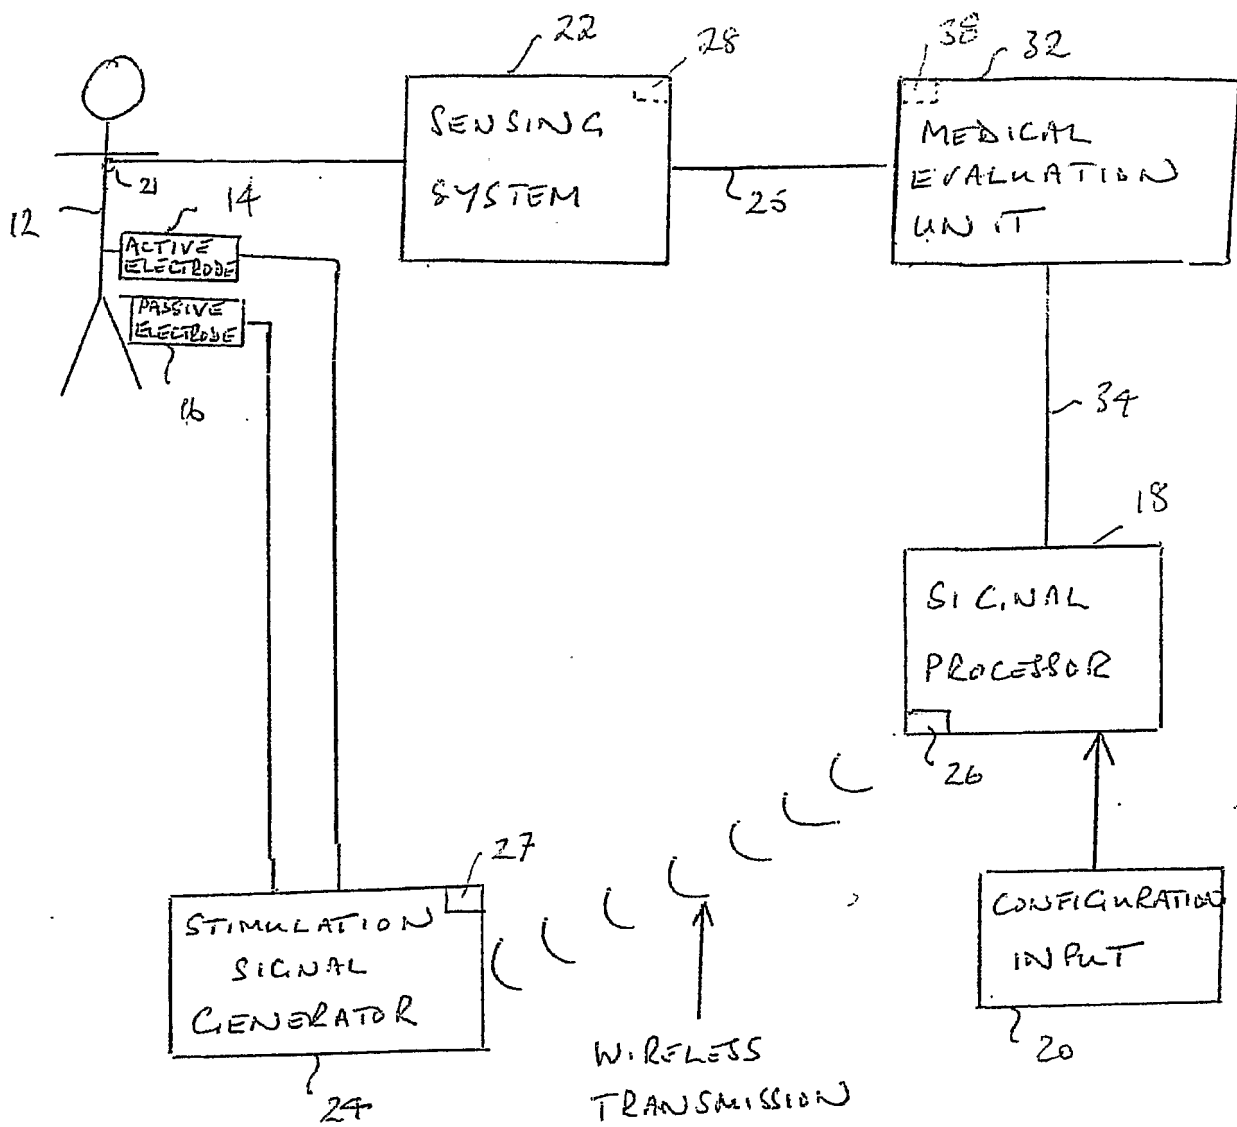 22
28
38
32
SENSING
SYSTEM
MEDICAL
EVALUATION
UNIT
21
25
12
14
ACTIVE
ELECTRODE
PASSIVE
ELECTRODE
16
34
18
SIGNAL
PROCESSOR
26
27
STIMULATION
SIGNAL
GENERATOR
CONFIGURATION
INPUT
24
WIRELESS
TRANSMISSION
20